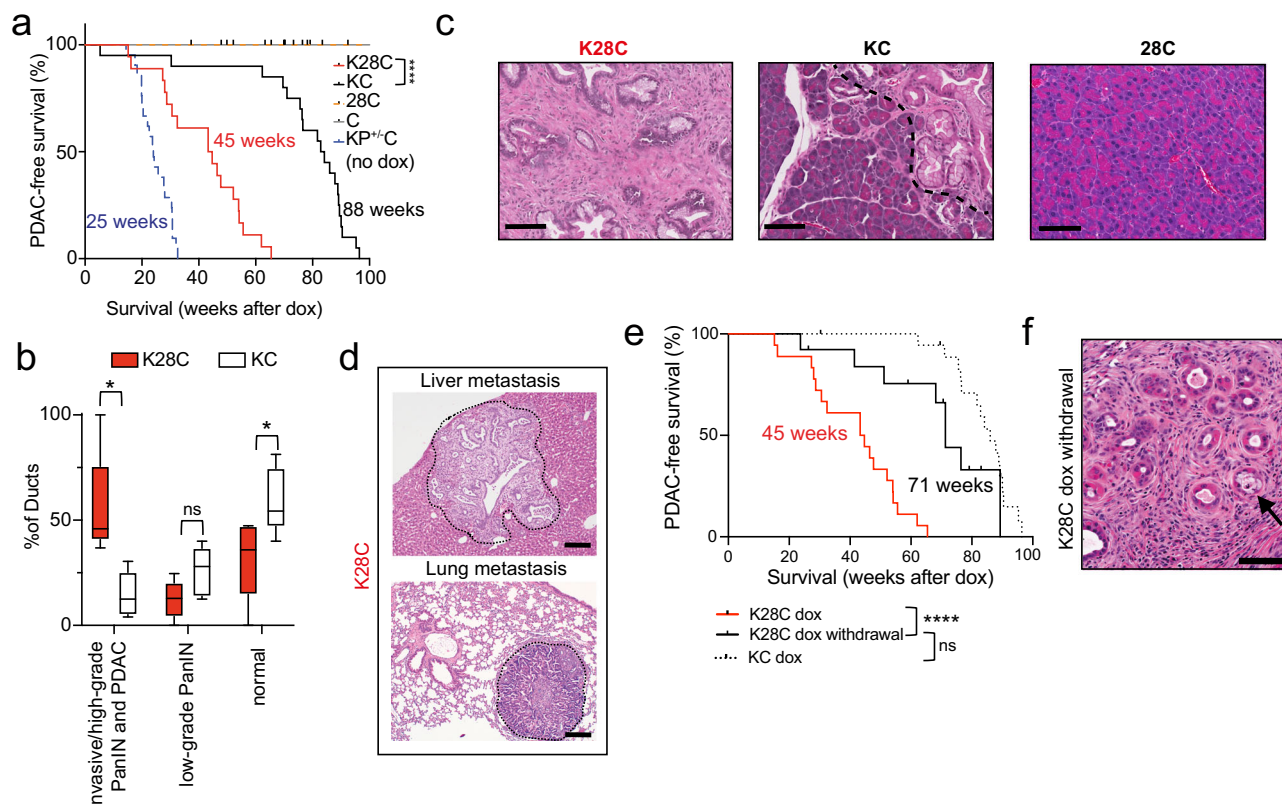 a
PDAC-free survival (%)
100
50
0
0 20 40 60 80 100
Survival (weeks after dox)
K28C
KC
****
28C
C
KP+/-C
(no dox)
45 weeks
25 weeks
88 weeks
b
K28C KC
%of Ducts
100
50
0
* ns *
nvasive/high-grade
PanIN and PDAC
low-grade PanIN
normal
c
K28C KC 28C
d
K28C
Liver metastasis
Lung metastasis
e
PDAC-free survival (%)
100
50
0
0 20 40 60 80 100
Survival (weeks after dox)
45 weeks
71 weeks
K28C dox
K28C dox withdrawal
KC dox
****
ns
f
K28C dox withdrawal